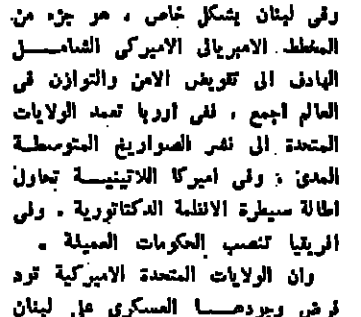 وفي لبنان بشكل خاص ، هو جزء من
المخطط الامبريالي الاميركي الشامل
الهادف الى تقويض الامن والتوازن في
العالم اجمع ، ففي أروبا تعمد الولايات
المتحدة الى نشر الصواريخ المتوسطة
المدى ؛ وفي اميركا اللاتينية تحاول
اطالة سيطرة الانظمة الدكتاتورية . وفي
افريقيا تنصب الحكومات العميلة .
وان الولايات المتحدة الاميركية تود
فرض وجودها العسكري على لبنان